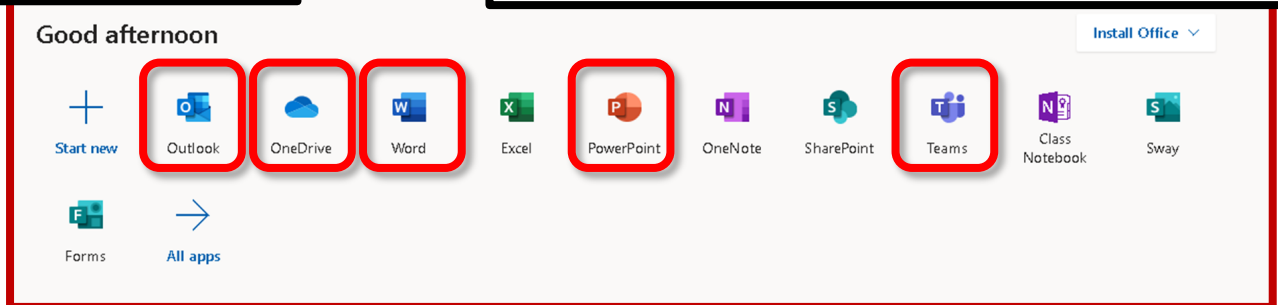 Good afternoon
Install Office
Start new
Outlook
OneDrive
Word
Excel
PowerPoint
OneNote
SharePoint
Teams
Class
Notebook
Sway
Forms
All apps